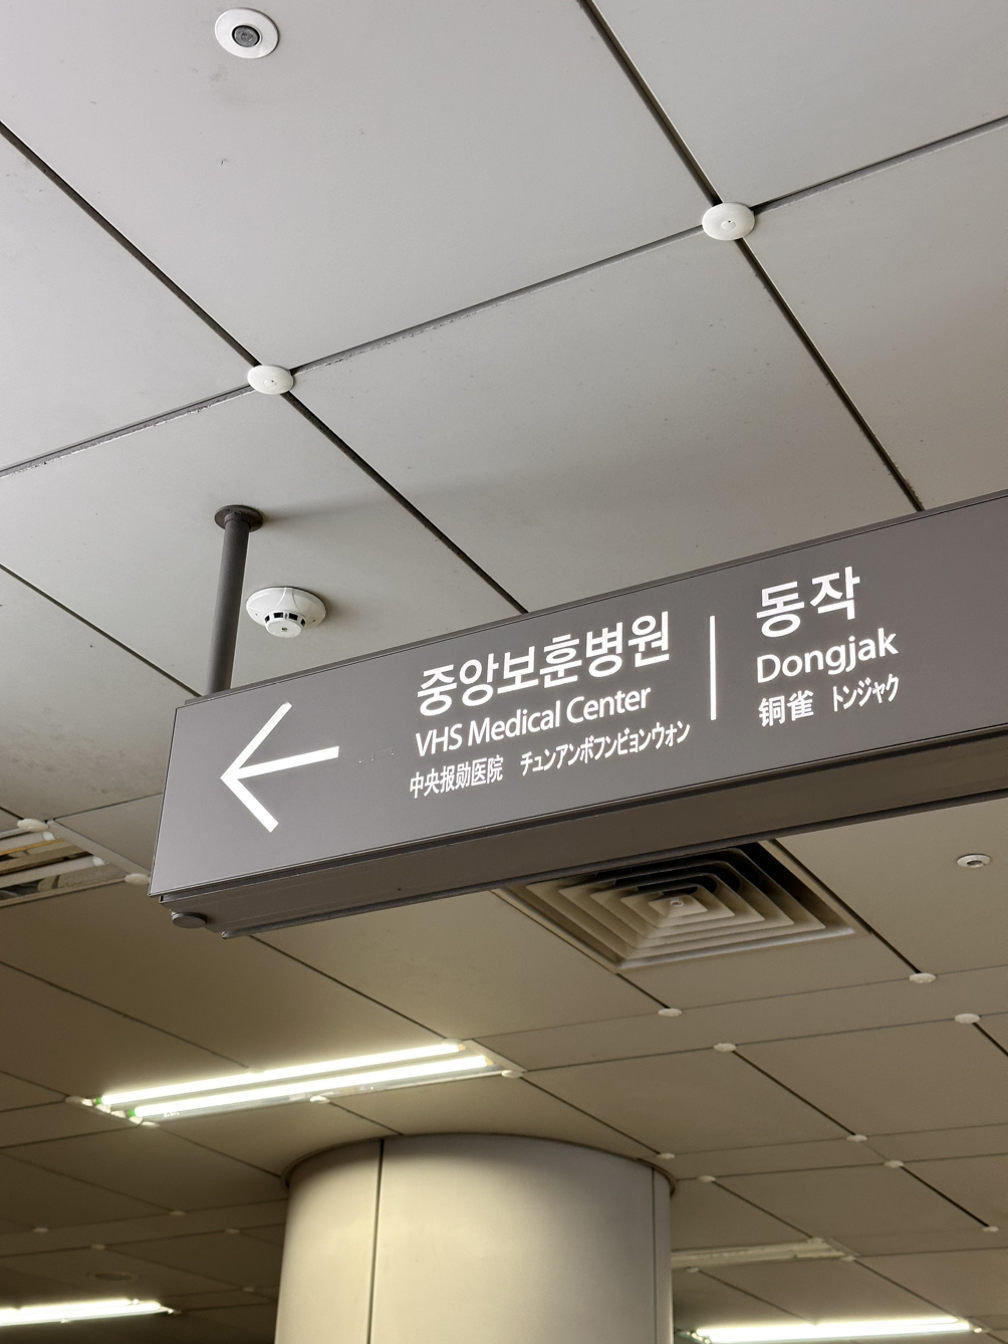 중앙보훈병원
VHS Medical Center
中央报勋医院 チュンアンボフンビョンウォン
동작
Dongjak
铜雀 トンジャク